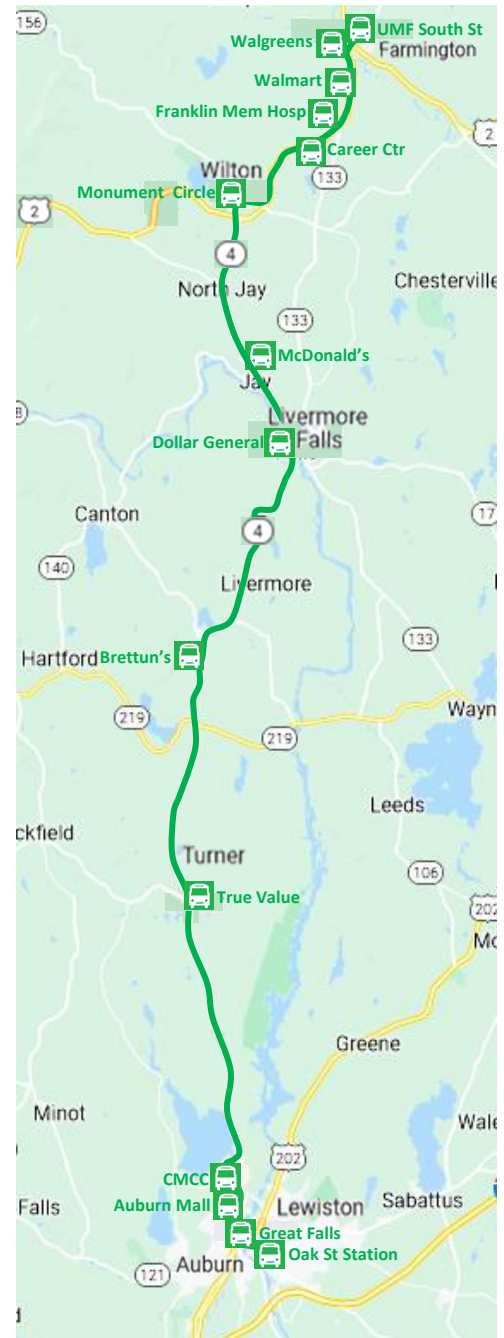 156
UMF South St
Walgreens
Farmington
Walmart
Franklin Mem Hosp
2
Career Ctr
Wilton
133
Monument Circle
2
4
Chesterville
North Jay
133
McDonald's
Jay
Livermore
Falls
Dollar General
17
Canton
4
140
Livermore
133
Hartford
Brettun's
219
Wayn
219
Leeds
ckfield
Turner
106
True Value
202
Mo
Greene
Minot
Wale
202
CMCC
Auburn Mall
Lewiston
Sabattus
Falls
Great Falls
Oak St Station
Auburn
121
d